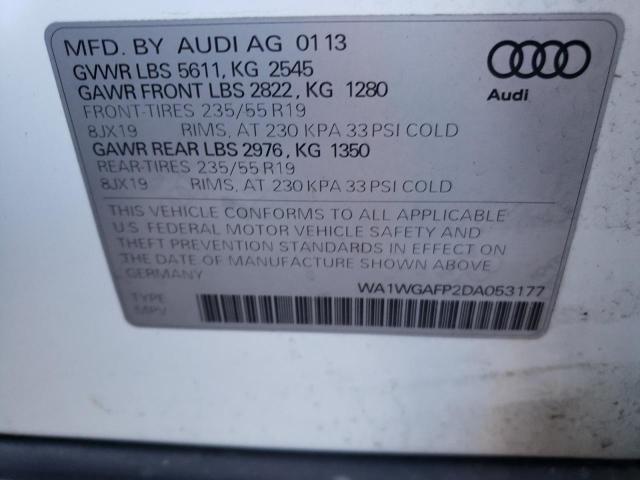 MFD. BY AUDI AG 01 13
GVWR LBS 5611, KG 2545
GAWR FRONT LBS 2822, KG 1280
FRONT-TIRES 235/55 R19
8JX19 RIMS, AT 230 KPA 33 PSI COLD
GAWR REAR LBS 2976, KG 1350
REAR-TIRES 235/55 R19
8JX19 RIMS, AT 230 KPA 33 PSI COLD
Audi
THIS VEHICLE CONFORMS TO ALL APPLICABLE
U.S. FEDERAL MOTOR VEHICLE SAFETY AND
THEFT PREVENTION STANDARDS IN EFFECT ON
THE DATE OF MANUFACTURE SHOWN ABOVE
GERMANY
WA1WGAFP2DA053177
TYPE
MPV